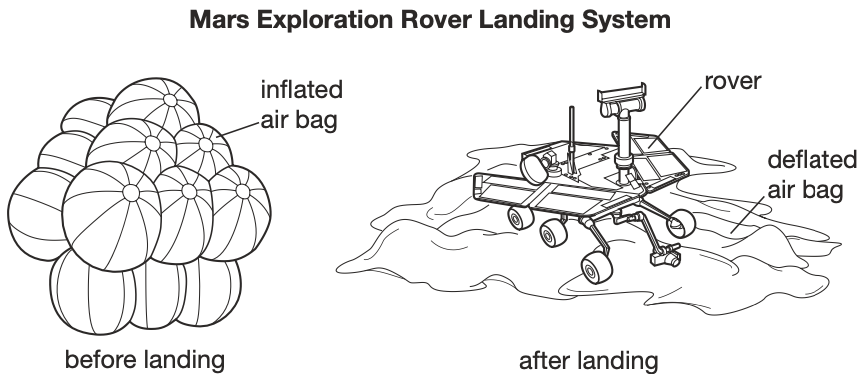 Mars Exploration Rover Landing System
inflated
air bag
rover
deflated
air bag
before landing
after landing